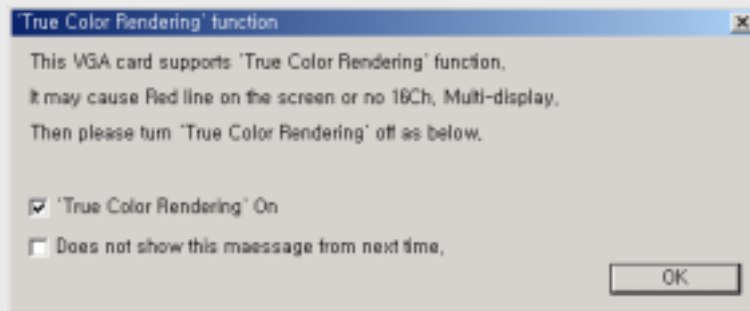 'True Color Rendering' function
This VGA card supports 'True Color Rendering' function,
It may cause Red line on the screen or no 16Ch, Multi-display,
Then please turn 'True Color Rendering' off as below,
'True Color Rendering' On
Does not show this maessage from next time,
OK